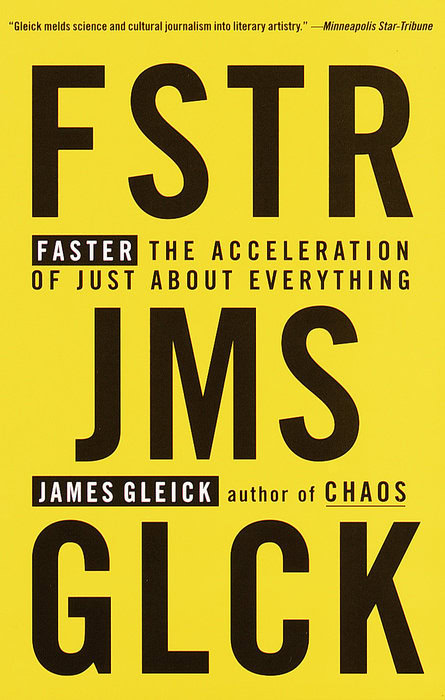 “Gleick melds science and cultural journalism into literary artistry.” —Minneapolis Star-Tribune
FSTR
FASTER THE ACCELERATION
OF JUST ABOUT EVERYTHING
JMS
JAMES GLEICK author of CHAOS
GLCK